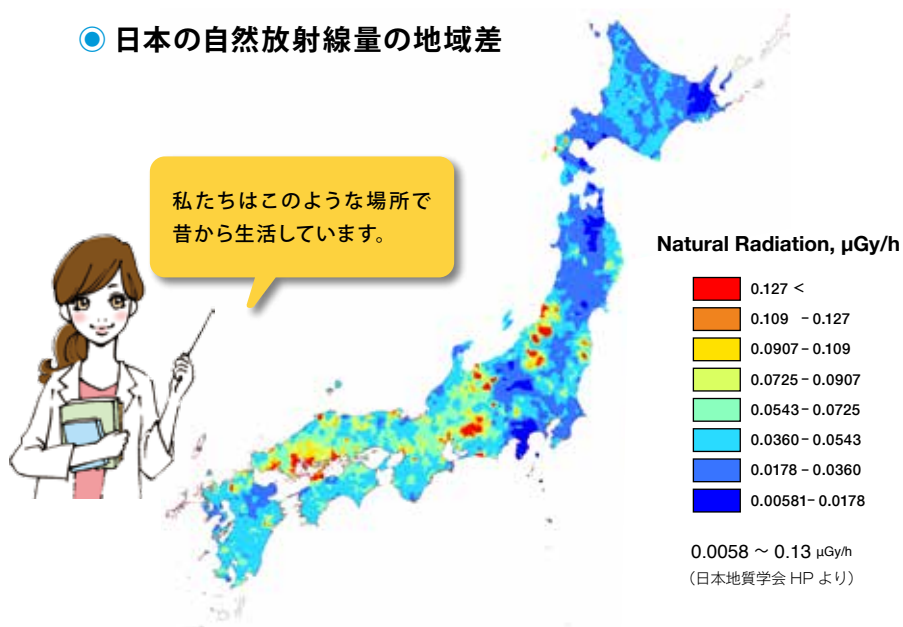 日本の自然放射線量の地域差
私たちはこのような場所で
昔から生活しています。
Natural Radiation, μGy/h
0.127 <
0.109 - 0.127
0.0907 - 0.109
0.0725 - 0.0907
0.0543 - 0.0725
0.0360 - 0.0543
0.0178 - 0.0360
0.00581- 0.0178
0.0058 ～ 0.13 μGy/h
（日本地質学会 HP より）